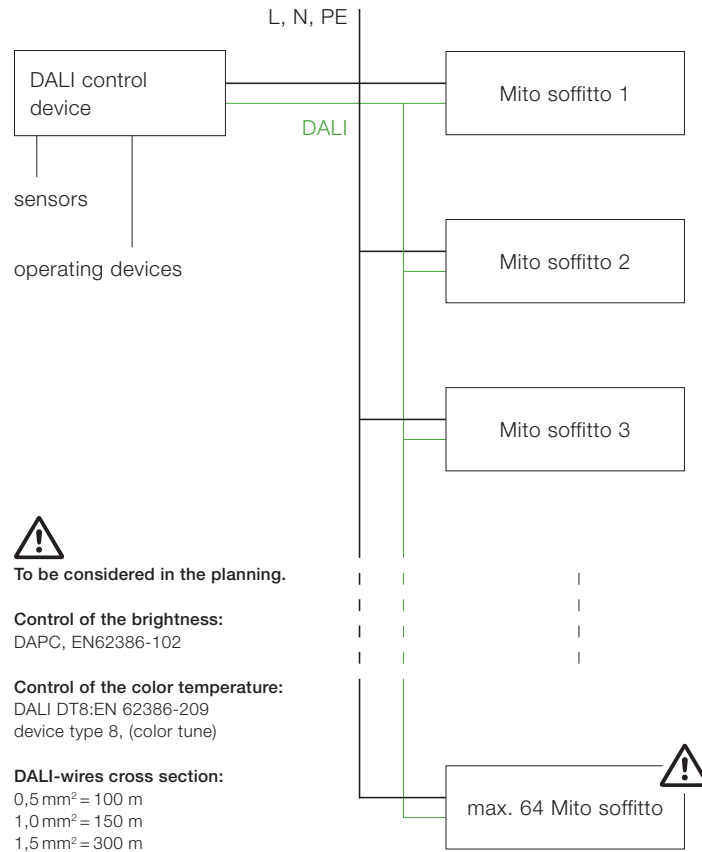 L, N, PE
DALI control
device
Mito soffitto 1
DALI
sensors
Mito soffitto 2
operating devices
Mito soffitto 3
To be considered in the planning.
Control of the brightness:
DAPC, EN62386-102
Control of the color temperature:
DALI DT8:EN 62386-209
device type 8, (color tune)
DALI-wires cross section:
0,5 mm² = 100 m
1,0 mm² = 150 m
1,5 mm² = 300 m
max. 64 Mito soffitto